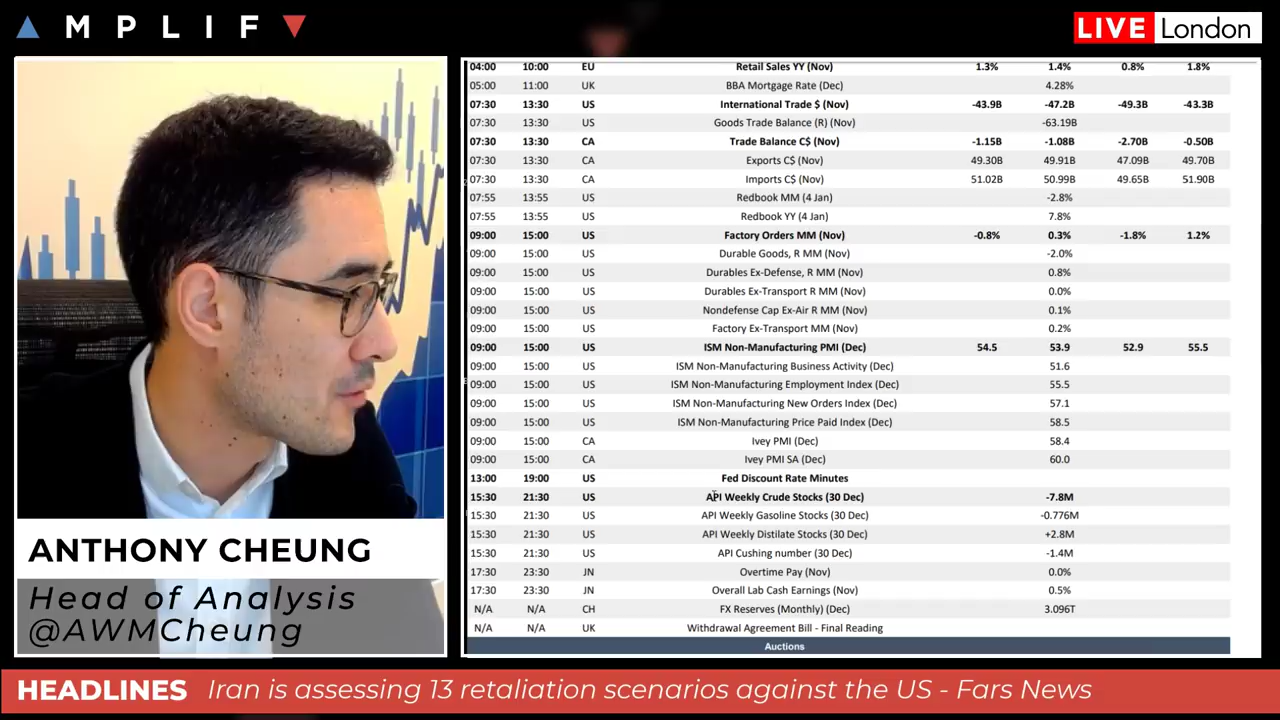 AMPLIFY
LIVE London
04:00 10:00 EU Retail Sales YY (Nov) 1.3% 1.4% 0.8% 1.8%
05:00 11:00 UK BBA Mortgage Rate (Dec) 4.28%
07:30 13:30 US International Trade $ (Nov) -43.9B -47.2B -49.3B -43.3B
07:30 13:30 US Goods Trade Balance (R) (Nov) -63.19B
07:30 13:30 CA Trade Balance C$ (Nov) -1.15B -1.08B -2.70B -0.50B
07:30 13:30 CA Exports C$ (Nov) 49.30B 49.91B 47.09B 49.70B
07:30 13:30 CA Imports C$ (Nov) 51.02B 50.99B 49.65B 51.90B
07:55 13:55 US Redbook MM (4 Jan) -2.8%
07:55 13:55 US Redbook YY (4 Jan) 7.8%
09:00 15:00 US Factory Orders MM (Nov) -0.8% 0.3% -1.8% 1.2%
09:00 15:00 US Durable Goods, R MM (Nov) -2.0%
09:00 15:00 US Durables Ex-Defense, R MM (Nov) 0.8%
09:00 15:00 US Durables Ex-Transport R MM (Nov) 0.0%
09:00 15:00 US Nondefense Cap Ex-Air R MM (Nov) 0.1%
09:00 15:00 US Factory Ex-Transport MM (Nov) 0.2%
09:00 15:00 US ISM Non-Manufacturing PMI (Dec) 54.5 53.9 52.9 55.5
09:00 15:00 US ISM Non-Manufacturing Business Activity (Dec) 51.6
09:00 15:00 US ISM Non-Manufacturing Employment Index (Dec) 55.5
09:00 15:00 US ISM Non-Manufacturing New Orders Index (Dec) 57.1
09:00 15:00 US ISM Non-Manufacturing Price Paid Index (Dec) 58.5
09:00 15:00 CA Ivey PMI (Dec) 58.4
09:00 15:00 CA Ivey PMI SA (Dec) 60.0
13:00 19:00 US Fed Discount Rate Minutes
15:30 21:30 US API Weekly Crude Stocks (30 Dec) -7.8M
15:30 21:30 US API Weekly Gasoline Stocks (30 Dec) -0.776M
15:30 21:30 US API Weekly Distilate Stocks (30 Dec) +2.8M
15:30 21:30 US API Cushing number (30 Dec) -1.4M
17:30 23:30 JN Overtime Pay (Nov) 0.0%
17:30 23:30 JN Overall Lab Cash Earnings (Nov) 0.5%
N/A N/A CH FX Reserves (Monthly) (Dec) 3.096T
N/A N/A UK Withdrawal Agreement Bill - Final Reading
Auctions
ANTHONY CHEUNG
Head of Analysis
@AWMCheung
HEADLINES Iran is assessing 13 retaliation scenarios against the US - Fars News